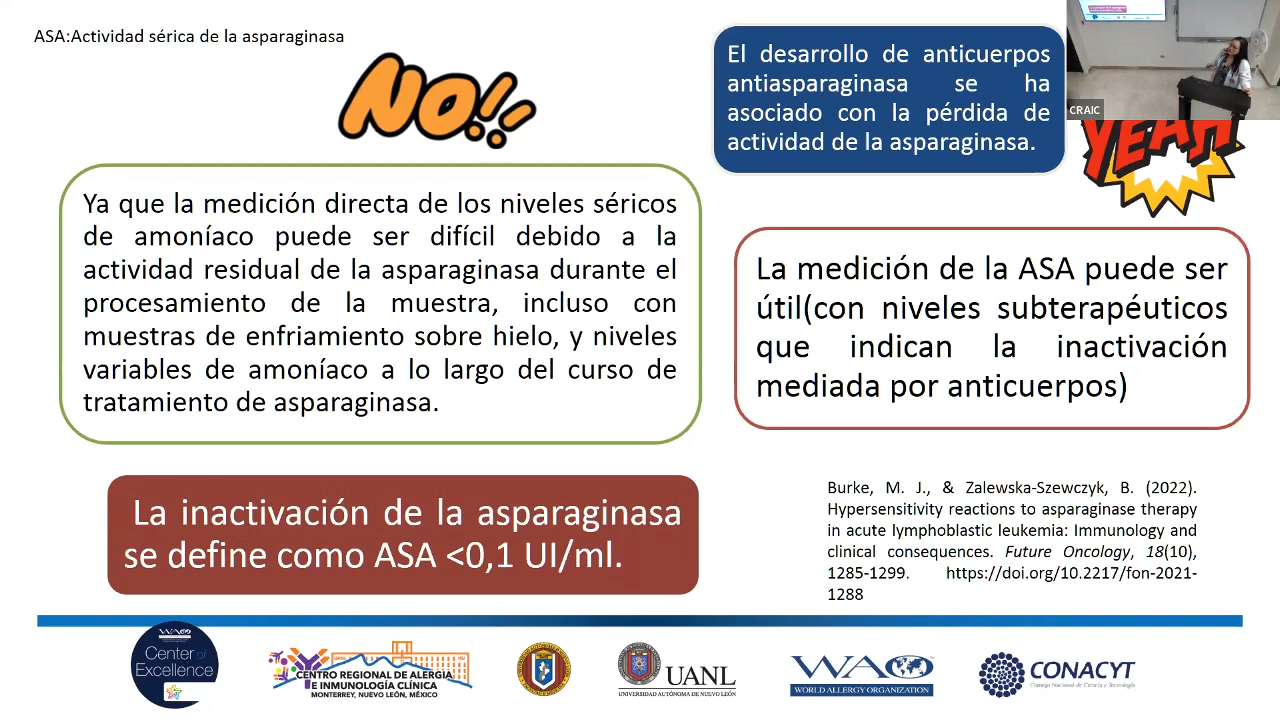 ASA:Actividad sérica de la asparaginasa
NO!!
Ya que la medición directa de los niveles séricos
de amoníaco puede ser difícil debido a la
actividad residual de la asparaginasa durante el
procesamiento de la muestra, incluso con
muestras de enfriamiento sobre hielo, y niveles
variables de amoníaco a lo largo del curso de
tratamiento de asparaginasa.
La inactivación de la asparaginasa
se define como ASA <0,1 UI/ml.
El desarrollo de anticuerpos
antiasparaginasa se ha
asociado con la pérdida de
actividad de la asparaginasa.
CRAIC
YEAH
La medición de la ASA puede ser
útil(con niveles subterapéuticos
que indican la inactivación
mediada por anticuerpos)
Burke, M. J., & Zalewska-Szewczyk, B. (2022).
Hypersensitivity reactions to asparaginase therapy
in acute lymphoblastic leukemia: Immunology and
clinical consequences. Future Oncology, 18(10),
1285-1299. https://doi.org/10.2217/fon-2021-
1288
WAO
Center of
Excellence
CENTRO REGIONAL DE ALERGIA
E INMUNOLOGÍA CLÍNICA
MONTERREY, NUEVO LEÓN, MÉXICO
UANL
UNIVERSIDAD AUTÓNOMA DE NUEVO LEÓN
WAO
WORLD ALLERGY ORGANIZATION
CONACYT
Consejo Nacional de Ciencia y Tecnología